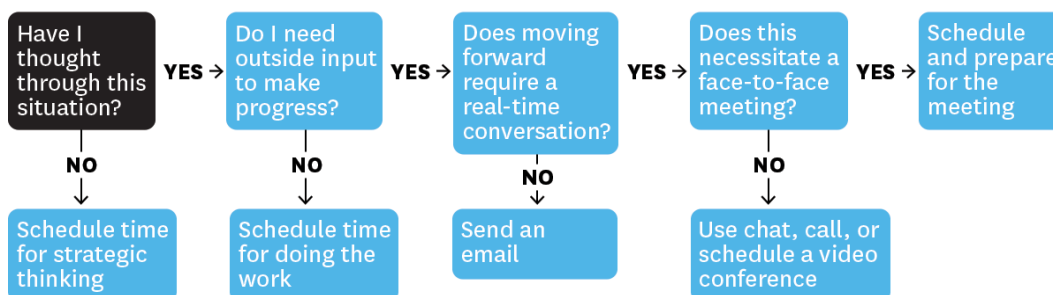 Have I
thought
through this
situation?
YES →
Do I need
outside input
to make
progress?
YES →
Does moving
forward
require a
real-time
conversation?
YES →
Does this
necessitate a
face-to-face
meeting?
YES →
Schedule
and prepare
for the
meeting
NO
NO
NO
NO
Schedule time
for strategic
thinking
Schedule time
for doing the
work
Send an
email
Use chat, call, or
schedule a video
conference